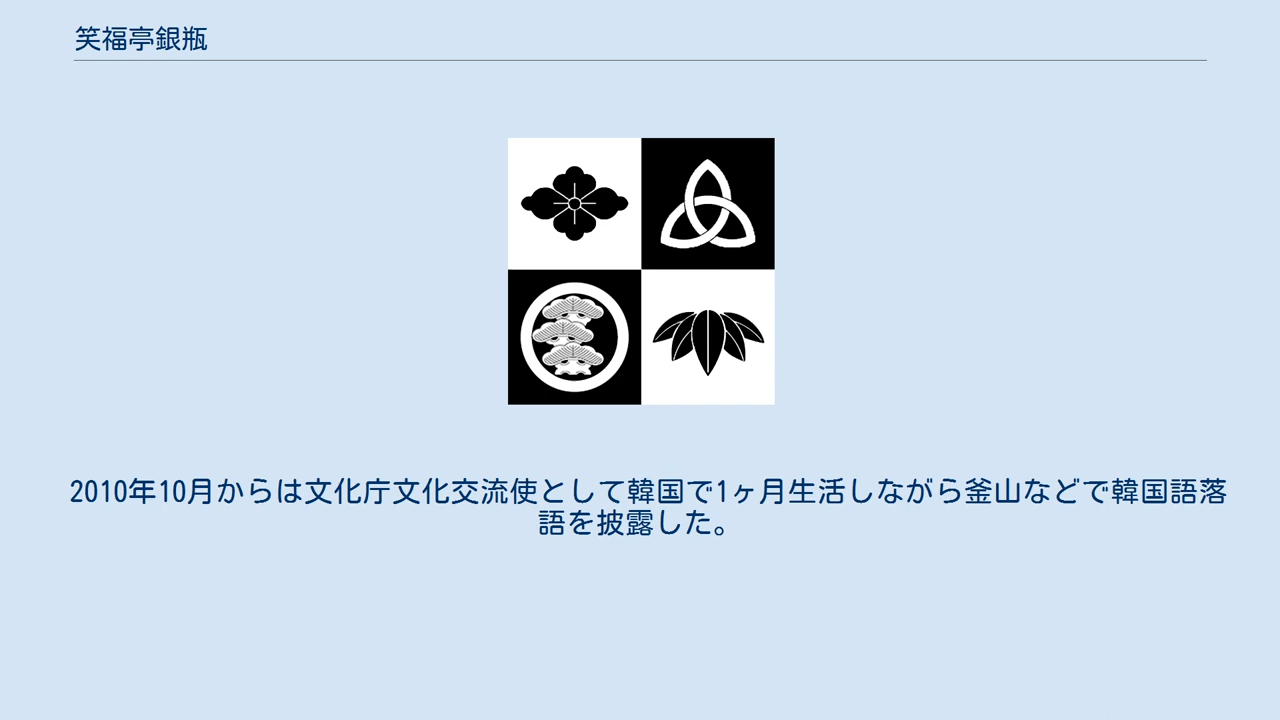 笑福亭銀瓶
2010年10月からは文化庁文化交流使として韓国で1ヶ月生活しながら釜山などで韓国語落
語を披露した。